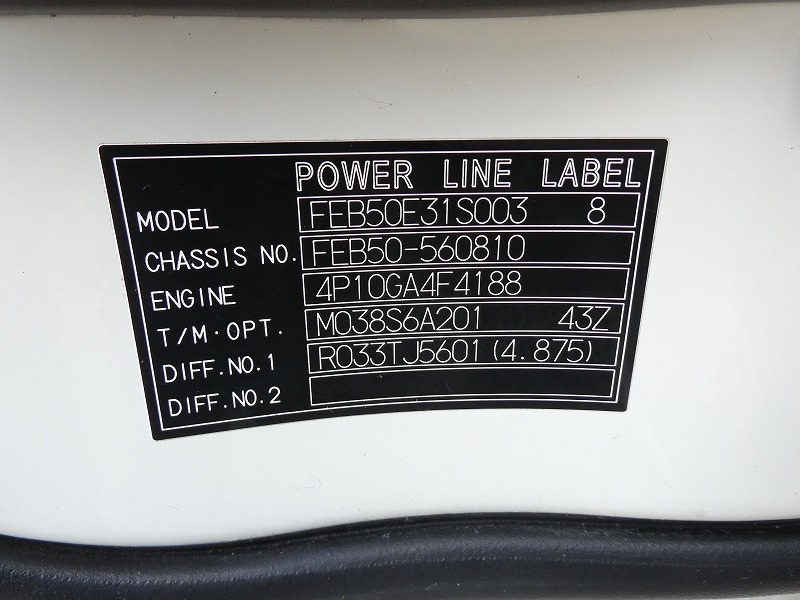 POWER LINE LABEL
MODEL FEB50E31S003 8
CHASSIS NO. FEB50-560810
ENGINE 4P10GA4F4188
T/M·OPT. M038S6A201 43Z
DIFF.NO.1 R033TJ5601(4.875)
DIFF.NO.2